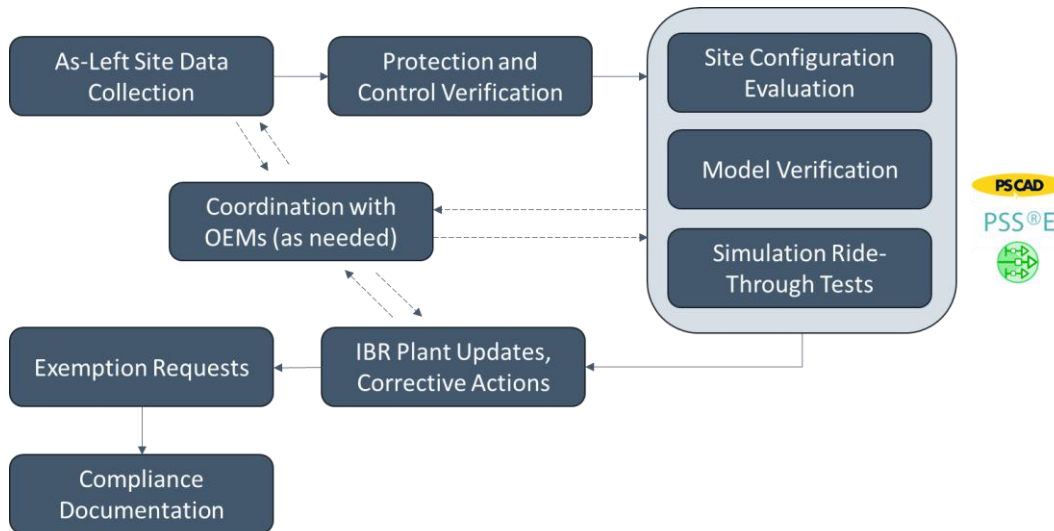 As-Left Site Data
Collection
Protection and
Control Verification
Site Configuration
Evaluation
Model Verification
Simulation Ride-
Through Tests
PSCAD
PSS®E
Coordination with
OEMs (as needed)
IBR Plant Updates,
Corrective Actions
Exemption Requests
Compliance
Documentation